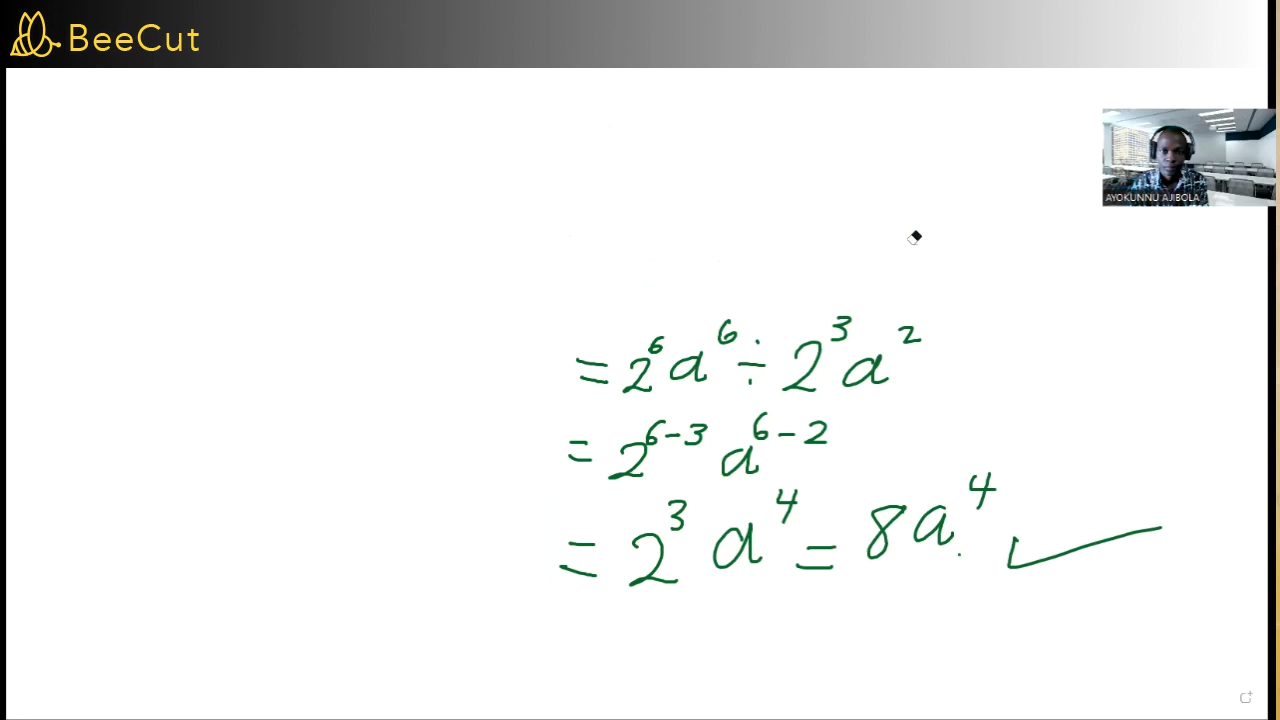 BeeCut
AYOKUNNU AJIBOLA
= 2⁶a⁶ ÷ 2³a²
= 2⁶⁻³ a⁶⁻²
= 2³ a⁴ = 8a⁴